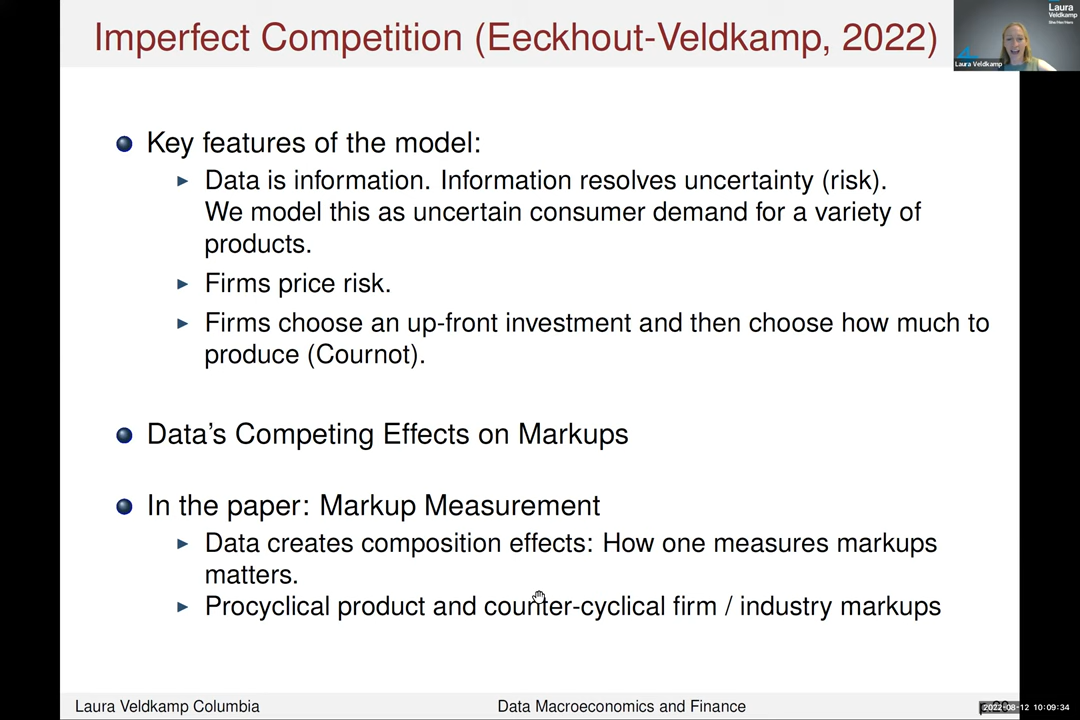 Imperfect Competition (Eeckhout-Veldkamp, 2022)
Laura
Veldkamp
Laura Veldkamp
Key features of the model:
Data is information. Information resolves uncertainty (risk).
We model this as uncertain consumer demand for a variety of
products.
Firms price risk.
Firms choose an up-front investment and then choose how much to
produce (Cournot).
Data's Competing Effects on Markups
In the paper: Markup Measurement
Data creates composition effects: How one measures markups
matters.
Procyclical product and counter-cyclical firm / industry markups
Laura Veldkamp Columbia
Data Macroeconomics and Finance
2022-08-12 10:09:34